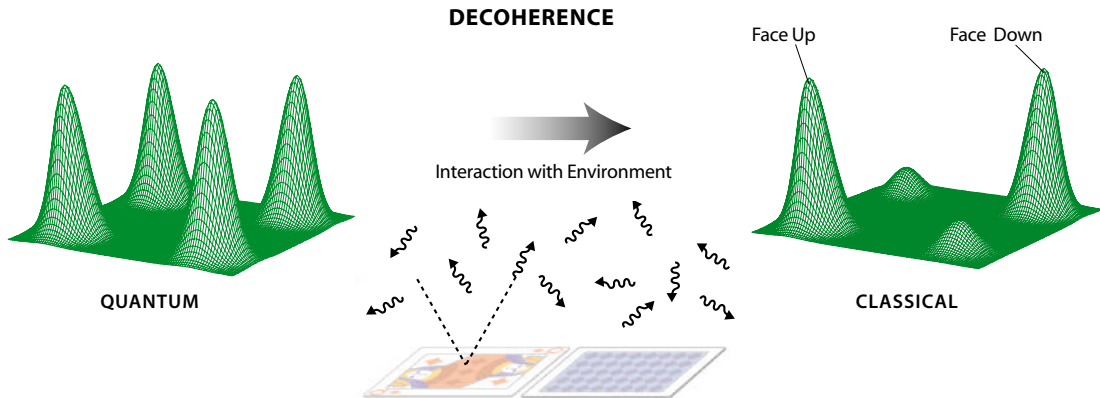 DECOHERENCE
Face Up
Face Down
Interaction with Environment
QUANTUM
CLASSICAL
Q
Q